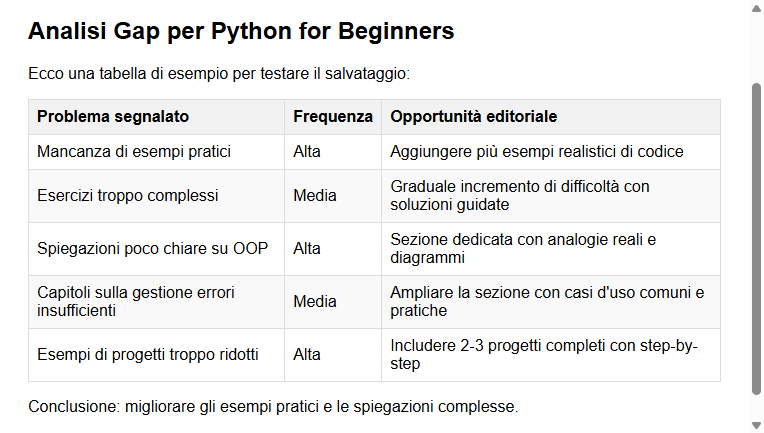 Analisi Gap per Python for Beginners
Ecco una tabella di esempio per testare il salvataggio:
Problema segnalato Frequenza Opportunità editoriale
Mancanza di esempi pratici Alta Aggiungere più esempi realistici di codice
Esercizi troppo complessi Media Graduale incremento di difficoltà con
soluzioni guidate
Spiegazioni poco chiare su OOP Alta Sezione dedicata con analogie reali e
diagrammi
Capitoli sulla gestione errori
insufficienti Media Ampliare la sezione con casi d'uso comuni e
pratiche
Esempi di progetti troppo ridotti Alta Includere 2-3 progetti completi con step-by-
step
Conclusione: migliorare gli esempi pratici e le spiegazioni complesse.